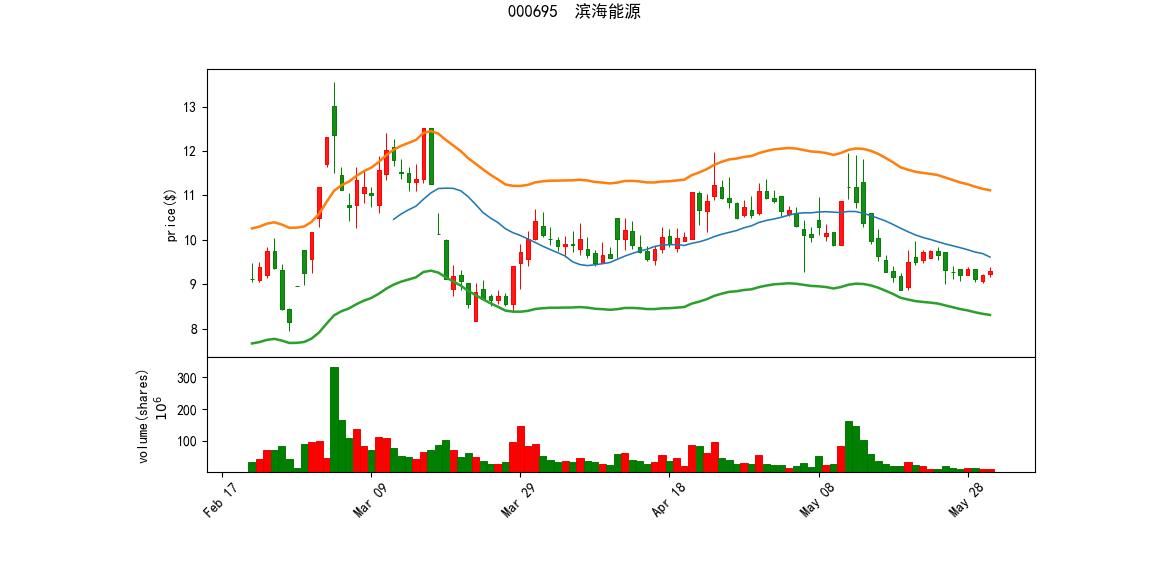 000695 滨海能源
price($)
13
12
11
10
9
8
volume(shares)
10^6
300
200
100
Feb 17
Mar 09
Mar 29
Apr 18
May 08
May 28